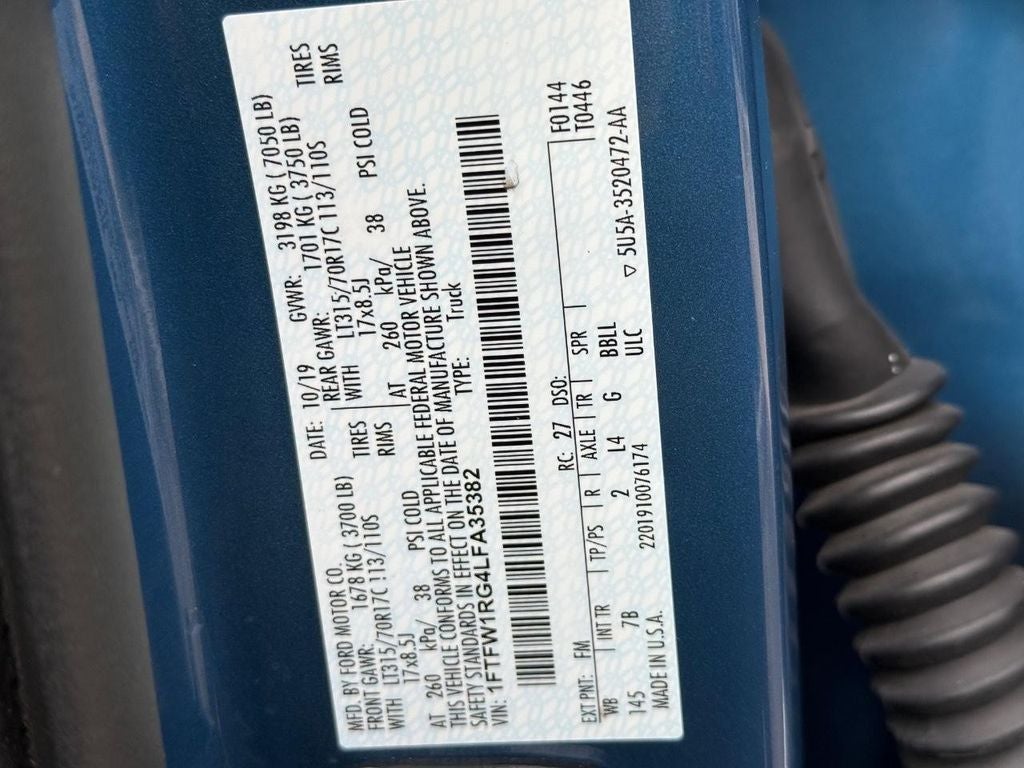 MFD. BY FORD MOTOR CO. DATE: 10/19 GVWR: 3198 KG ( 7050 LB)
FRONT GAWR: 1678 KG ( 3700 LB) REAR GAWR: 1701 KG ( 3750 LB)
WITH LT315/70R17C 113/110S TIRES WITH LT315/70R17C 113/110S TIRES
17x8.5J RIMS 17x8.5J RIMS
AT 260 kPa/ 38 PSI COLD AT 260 kPa/ 38 PSI COLD
THIS VEHICLE CONFORMS TO ALL APPLICABLE FEDERAL MOTOR VEHICLE
SAFETY STANDARDS IN EFFECT ON THE DATE OF MANUFACTURE SHOWN ABOVE.
VIN: 1FTFW1RG4LFA35382 TYPE: Truck
EXT PNT: FM RC: 27 DSO: F0144
WB INT TR TP/PS R AXLE TR SPR T0446
145 7B 2 L4 G BBLL
MADE IN U.S.A. 2201910076174 ULC ▽ 5U5A-3520472-AA